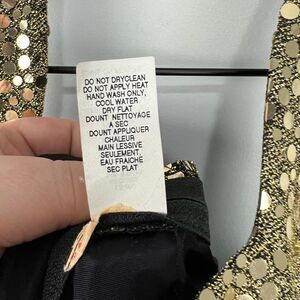 DO NOT DRYCLEAN
DO NOT APPLY HEAT
HAND WASH ONLY,
COOL WATER
DRY FLAT
DOUNT NETTOYAGE
A SEC
DOUNT APPLIQUER
CHALEUR
MAIN LESSIVE
SEULEMENT,
EAU FRAICHE
SEC PLAT